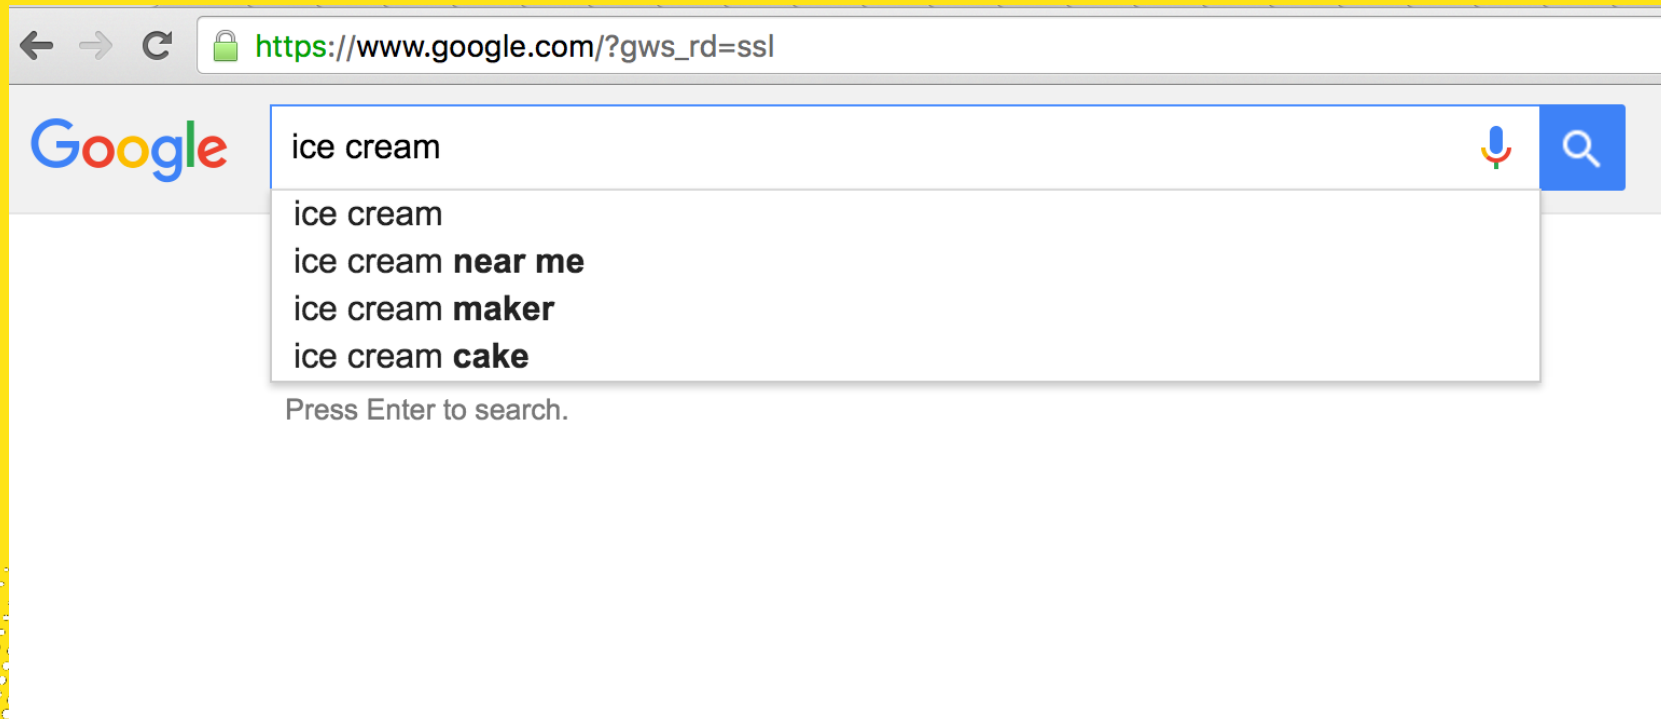 https://www.google.com/?gws_rd=ssl
Google
ice cream
ice cream
ice cream near me
ice cream maker
ice cream cake
Press Enter to search.